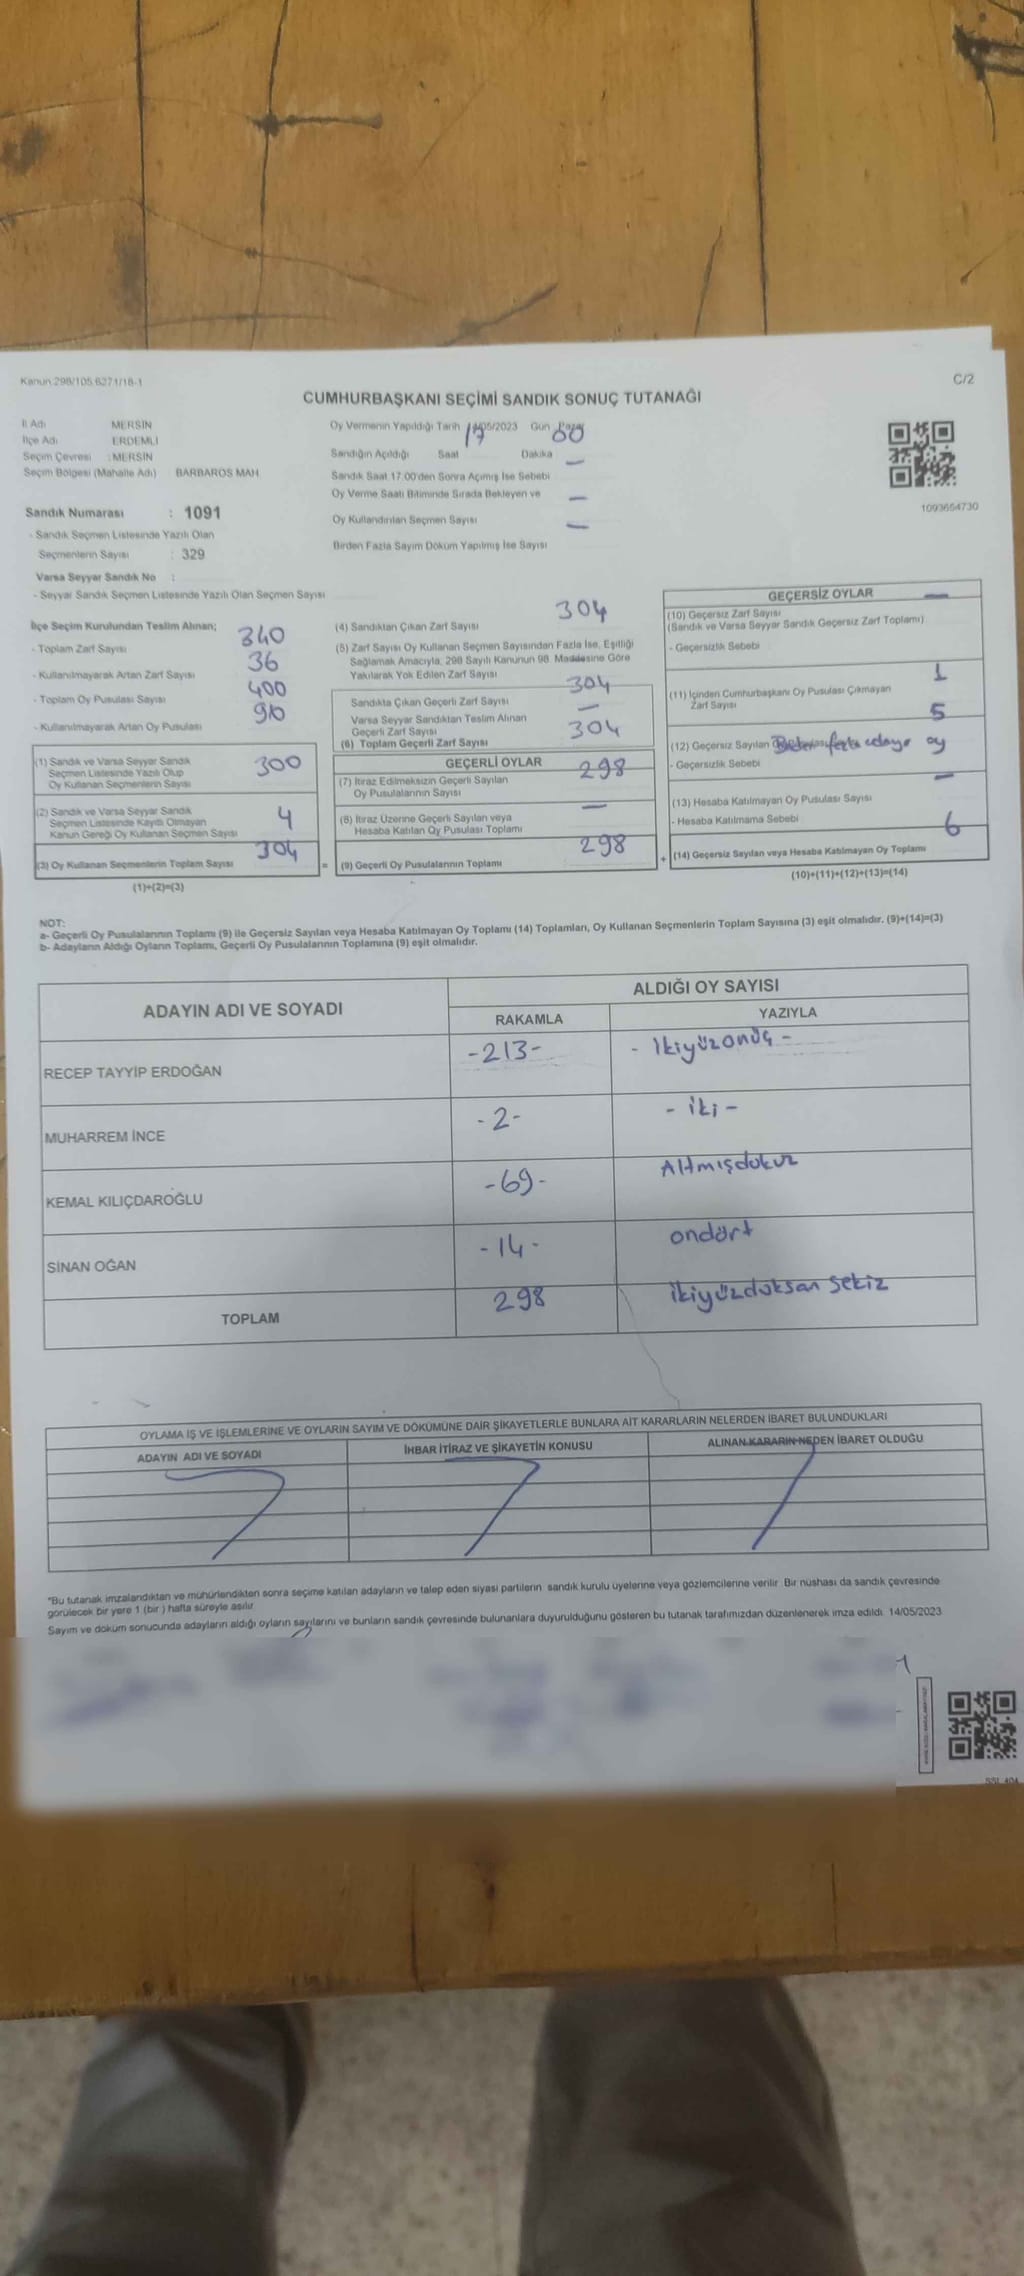 Kanun:298/105,6271/18-1
C/2
CUMHURBAŞKANI SEÇİMİ SANDIK SONUÇ TUTANAĞI
İl Adı MERSİN
İlçe Adı ERDEMLİ
Seçim Çevresi : MERSİN
Seçim Bölgesi (Mahalle Adı) BARBAROS MAH
Sandık Numarası : 1091
- Sandık Seçmen Listesinde Yazılı Olan
Seçmenlerin Sayısı : 329
Varsa Seyyar Sandık No :
- Seyyar Sandık Seçmen Listesinde Yazılı Olan Seçmen Sayısı
Oy Vermenin Yapıldığı Tarih /05/2023 Gün Pazar
Sandığın Açıldığı Saat 17 Dakika 00
Sandık Saat 17:00'den Sonra Açılmış İse Sebebi —
Oy Verme Saati Bitiminde Sırada Bekleyen ve
Oy Kullandırılan Seçmen Sayısı —
Birden Fazla Sayım Döküm Yapılmış İse Sayısı —
1093654730
İlçe Seçim Kurulundan Teslim Alınan;
- Toplam Zarf Sayısı 340
- Kullanılmayarak Artan Zarf Sayısı 36
- Toplam Oy Pusulası Sayısı 400
- Kullanılmayarak Artan Oy Pusulası 96
(1) Sandık ve Varsa Seyyar Sandık
Seçmen Listesinde Yazılı Olup
Oy Kullanan Seçmenlerin Sayısı 300
(2) Sandık ve Varsa Seyyar Sandık
Seçmen Listesinde Kayıtlı Olmayan
Kanun Gereği Oy Kullanan Seçmen Sayısı 4
(3) Oy Kullanan Seçmenlerin Toplam Sayısı 304
(1)+(2)=(3)
(4) Sandıktan Çıkan Zarf Sayısı 304
(5) Zarf Sayısı Oy Kullanan Seçmen Sayısından Fazla İse, Eşitliği
Sağlamak Amacıyla, 298 Sayılı Kanunun 98. Maddesine Göre
Yakılarak Yok Edilen Zarf Sayısı
Sandıkta Çıkan Geçerli Zarf Sayısı 304
Varsa Seyyar Sandıktan Teslim Alınan
Geçerli Zarf Sayısı —
(6) Toplam Geçerli Zarf Sayısı 304
GEÇERLİ OYLAR
(7) İtiraz Edilmeksizin Geçerli Sayılan
Oy Pusulalarının Sayısı 298
(8) İtiraz Üzerine Geçerli Sayılan veya
Hesaba Katılan Oy Pusulası Toplamı —
= (9) Geçerli Oy Pusulalarının Toplamı 298
GEÇERSİZ OYLAR
(10) Geçersiz Zarf Sayısı —
(Sandık ve Varsa Seyyar Sandık Geçersiz Zarf Toplamı)
- Geçersizlik Sebebi
(11) İçinden Cumhurbaşkanı Oy Pusulası Çıkmayan
Zarf Sayısı 1
(12) Geçersiz Sayılan 5
- Geçersizlik Sebebi Birden fazla adaya oy
(13) Hesaba Katılmayan Oy Pusulası Sayısı —
- Hesaba Katılmama Sebebi
+ (14) Geçersiz Sayılan veya Hesaba Katılmayan Oy Toplamı 6
(10)+(11)+(12)+(13)=(14)
NOT:
a- Geçerli Oy Pusulalarının Toplamı (9) ile Geçersiz Sayılan veya Hesaba Katılmayan Oy Toplamı (14) Toplamları, Oy Kullanan Seçmenlerin Toplam Sayısına (3) eşit olmalıdır. (9)+(14)=(3)
b- Adayların Aldığı Oyların Toplamı, Geçerli Oy Pusulalarının Toplamına (9) eşit olmalıdır.
ADAYIN ADI VE SOYADI ALDIĞI OY SAYISI
RAKAMLA YAZIYLA
RECEP TAYYİP ERDOĞAN -213- - İkiyüzonüç -
MUHARREM İNCE -2- - iki -
KEMAL KILIÇDAROĞLU -69- Altmışdokuz
SİNAN OĞAN -14- ondört
TOPLAM 298 ikiyüzdoksan sekiz
OYLAMA İŞ VE İŞLEMLERİNE VE OYLARIN SAYIM VE DÖKÜMÜNE DAİR ŞİKAYETLERLE BUNLARA AİT KARARLARIN NELERDEN İBARET BULUNDUKLARI
ADAYIN ADI VE SOYADI İHBAR İTİRAZ VE ŞİKAYETİN KONUSU ALINAN KARARIN NEDEN İBARET OLDUĞU
*Bu tutanak imzalandıktan ve mühürlendikten sonra seçime katılan adayların ve talep eden siyasi partilerin sandık kurulu üyelerine veya gözlemcilerine verilir. Bir nüshası da sandık çevresinde
görülecek bir yere 1 (bir ) hafta süreyle asılır.
Sayım ve döküm sonucunda adayların aldığı oyların sayılarını ve bunların sandık çevresinde bulunanlara duyurulduğunu gösteren bu tutanak tarafımızdan düzenlenerek imza edildi. 14/05/2023